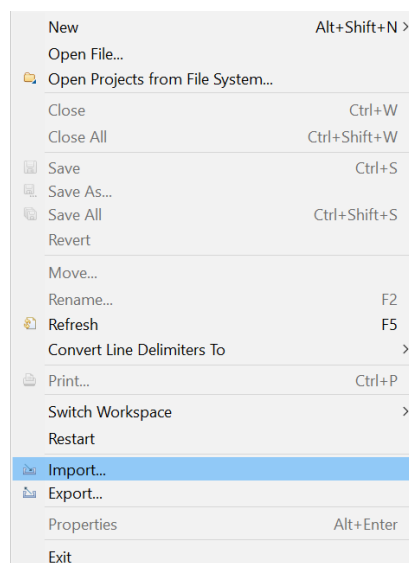 New Alt+Shift+N >
Open File...
Open Projects from File System...
Close Ctrl+W
Close All Ctrl+Shift+W
Save Ctrl+S
Save As...
Save All Ctrl+Shift+S
Revert
Move...
Rename... F2
Refresh F5
Convert Line Delimiters To >
Print... Ctrl+P
Switch Workspace >
Restart
Import...
Export...
Properties Alt+Enter
Exit